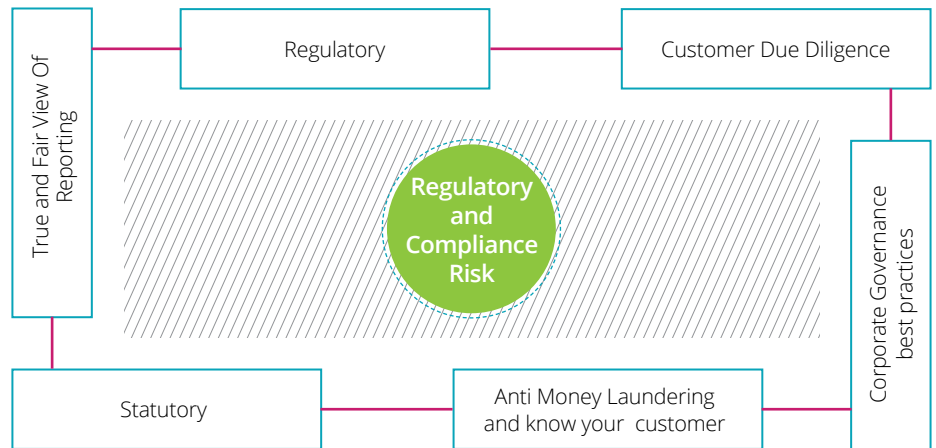 True and Fair View Of
Reporting
Regulatory
Customer Due Diligence
Regulatory
and
Compliance
Risk
Corporate Governance
best practices
Statutory
Anti Money Laundering
and know your customer